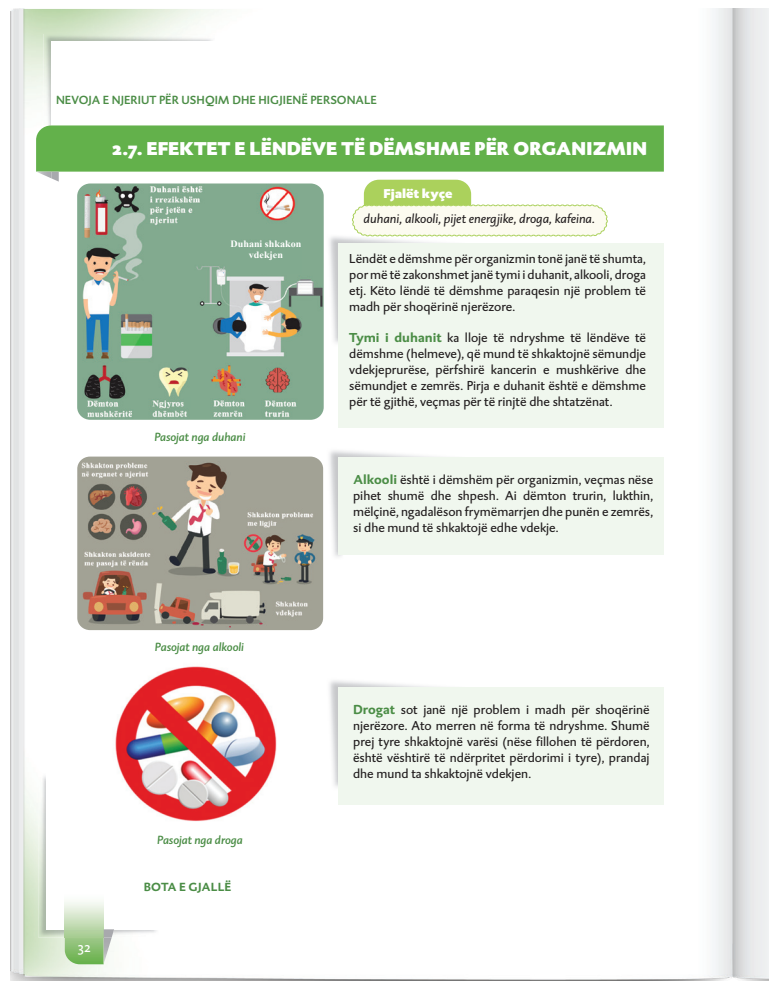 NEVOJA E NJERIUT PËR USHQIM DHE HIGJIENË PERSONALE
2.7. EFEKTET E LËNDËVE TË DËMSHME PËR ORGANIZMIN
Duhani është
i rrezikshëm
për jetën e
njeriut
Duhani shkakon
vdekjen
Dëmton
mushkëritë
Ngjyros
dhëmbët
Dëmton
zemrën
Dëmton
trurin
Pasojat nga duhani
Fjalët kyçe
duhani, alkooli, pijet energjike, droga, kafeina.
Lëndët e dëmshme për organizmin tonë janë të shumta,
por më të zakonshmet janë tymi i duhanit, alkooli, droga
etj. Këto lëndë të dëmshme paraqesin një problem të
madh për shoqërinë njerëzore.
Tymi i duhanit ka lloje të ndryshme të lëndëve të
dëmshme (helmeve), që mund të shkaktojnë sëmundje
vdekjeprurëse, përfshirë kancerin e mushkërive dhe
sëmundjet e zemrës. Pirja e duhanit është e dëmshme
për të gjithë, veçmas për të rinjtë dhe shtatzënat.
Shkakton probleme
në organet e njeriut
Shkakton probleme
me ligjin
Shkakton aksidente
me pasoja të rënda
Shkakton
vdekjen
Pasojat nga alkooli
Alkooli është i dëmshëm për organizmin, veçmas nëse
pihet shumë dhe shpesh. Ai dëmton trurin, lukthin,
mëlçinë, ngadalëson frymëmarrjen dhe punën e zemrës,
si dhe mund të shkaktojë edhe vdekje.
Pasojat nga droga
Drogat sot janë një problem i madh për shoqërinë
njerëzore. Ato merren në forma të ndryshme. Shumë
prej tyre shkaktojnë varësi (nëse fillohen të përdoren,
është vështirë të ndërpritet përdorimi i tyre), prandaj
dhe mund ta shkaktojnë vdekjen.
BOTA E GJALLË
32